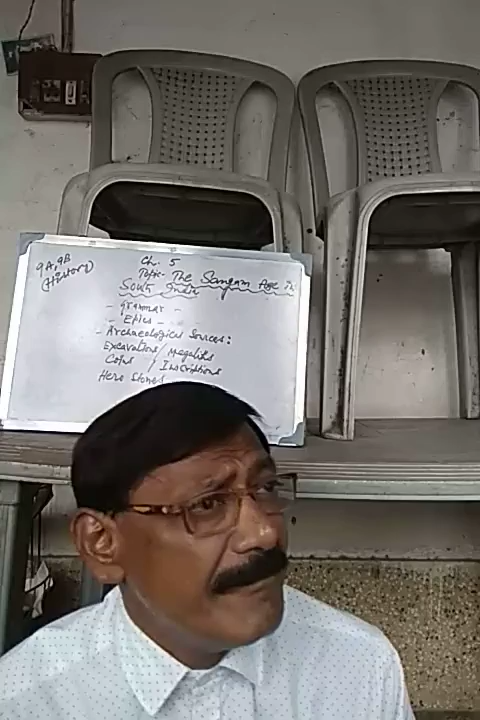 9A, 9B
(History)
Ch. 5
Topic- The Sangam Age In
South India
- Grammar -
- Epics -
- Archaeological Sources:
Excavations / Megaliths
Coins / Inscriptions
Hero Stones